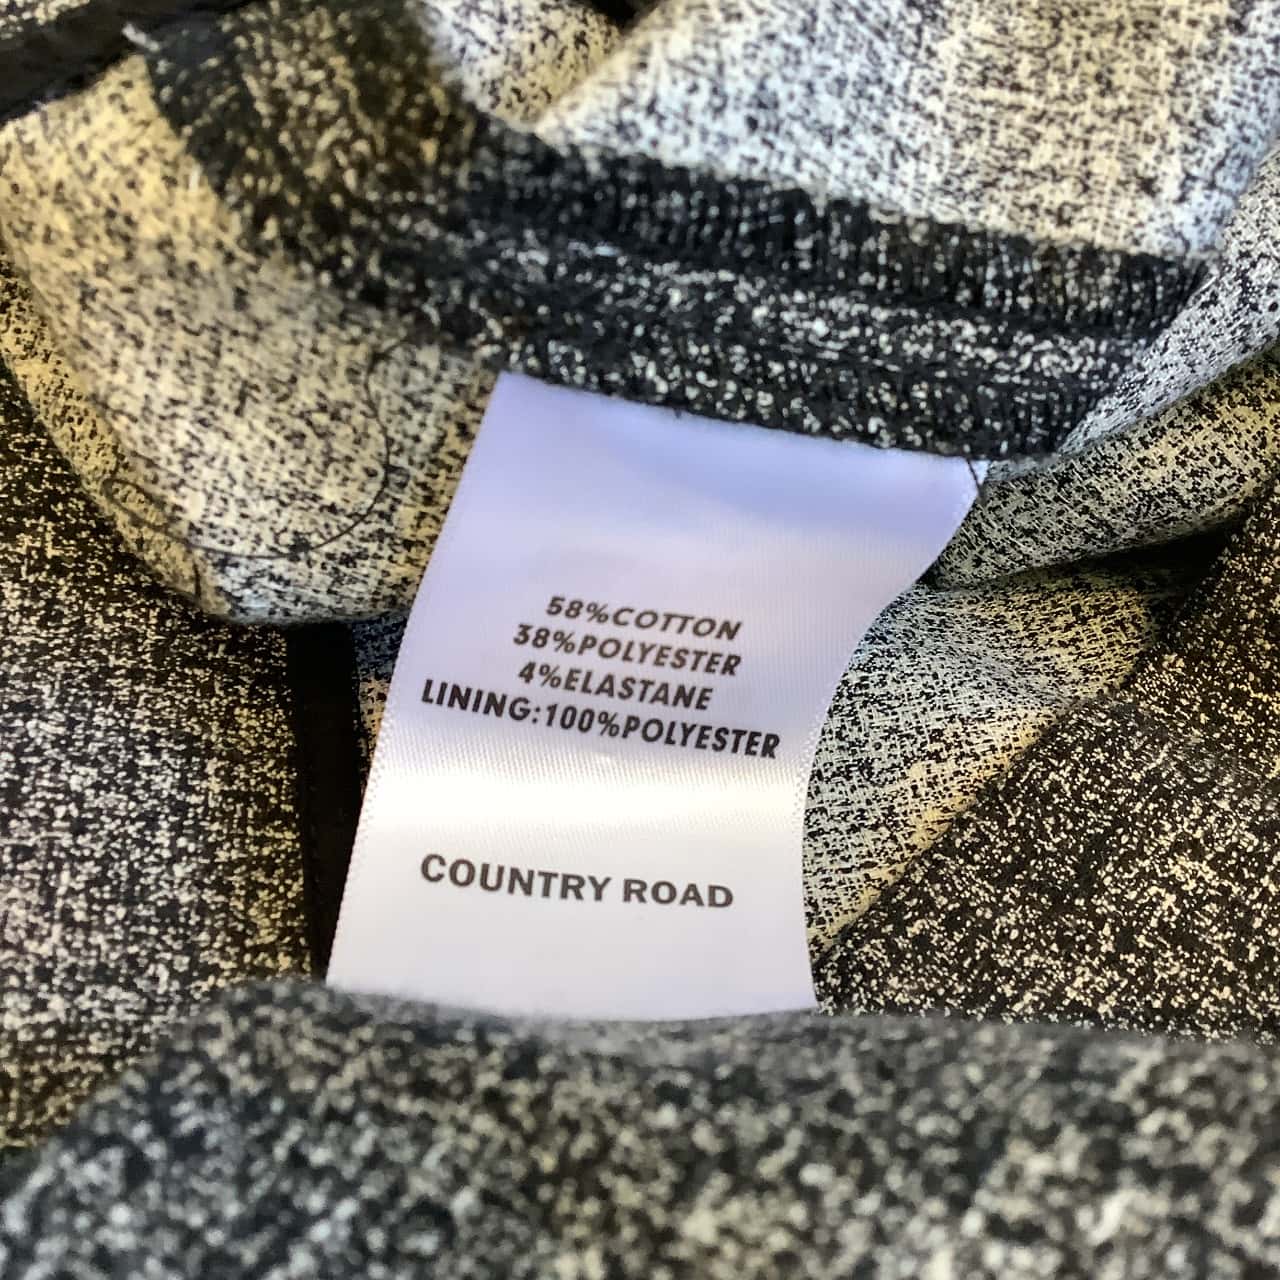 58%COTTON
38%POLYESTER
4%ELASTANE
LINING:100%POLYESTER
COUNTRY ROAD